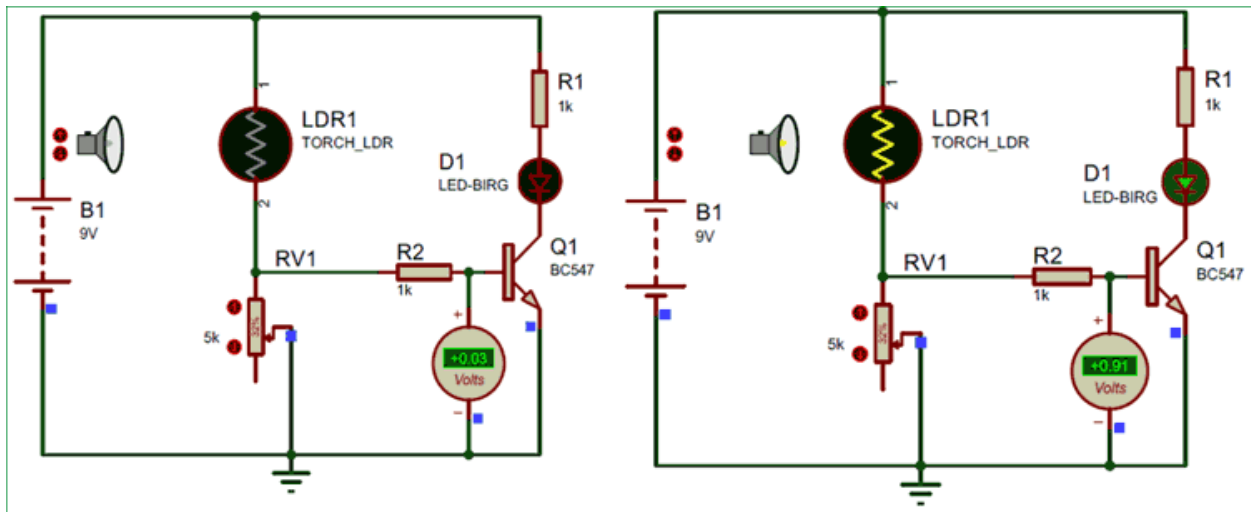 R1
1k
1
LDR1
TORCH_LDR
D1
LED-BIRG
B1
9V
2
RV1
R2
1k
Q1
BC547
5k
32%
+
+0.03
Volts
−
R1
1k
1
LDR1
TORCH_LDR
D1
LED-BIRG
B1
9V
2
RV1
R2
1k
Q1
BC547
5k
32%
+
+0.91
Volts
−